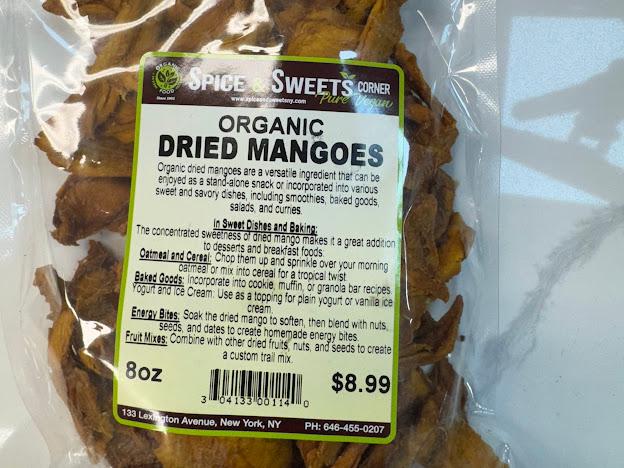 ORGANIC
FOOD
Since 2002
SPICE & SWEETS CORNER
www.spiceandsweetsny.com
Pure Vegan
ORGANIC
DRIED MANGOES
Organic dried mangoes are a versatile ingredient that can be
enjoyed as a stand-alone snack or incorporated into various
sweet and savory dishes, including smoothies, baked goods,
salads, and curries.
In Sweet Dishes and Baking:
The concentrated sweetness of dried mango makes it a great addition
to desserts and breakfast foods.
Oatmeal and Cereal: Chop them up and sprinkle over your morning
oatmeal or mix into cereal for a tropical twist.
Baked Goods: Incorporate into cookie, muffin, or granola bar recipes.
Yogurt and Ice Cream: Use as a topping for plain yogurt or vanilla ice
cream.
Energy Bites: Soak the dried mango to soften, then blend with nuts,
seeds, and dates to create homemade energy bites.
Fruit Mixes: Combine with other dried fruits, nuts, and seeds to create
a custom trail mix.
8oz
$8.99
3 04133 00114 0
133 Lexington Avenue, New York, NY
PH: 646-455-0207